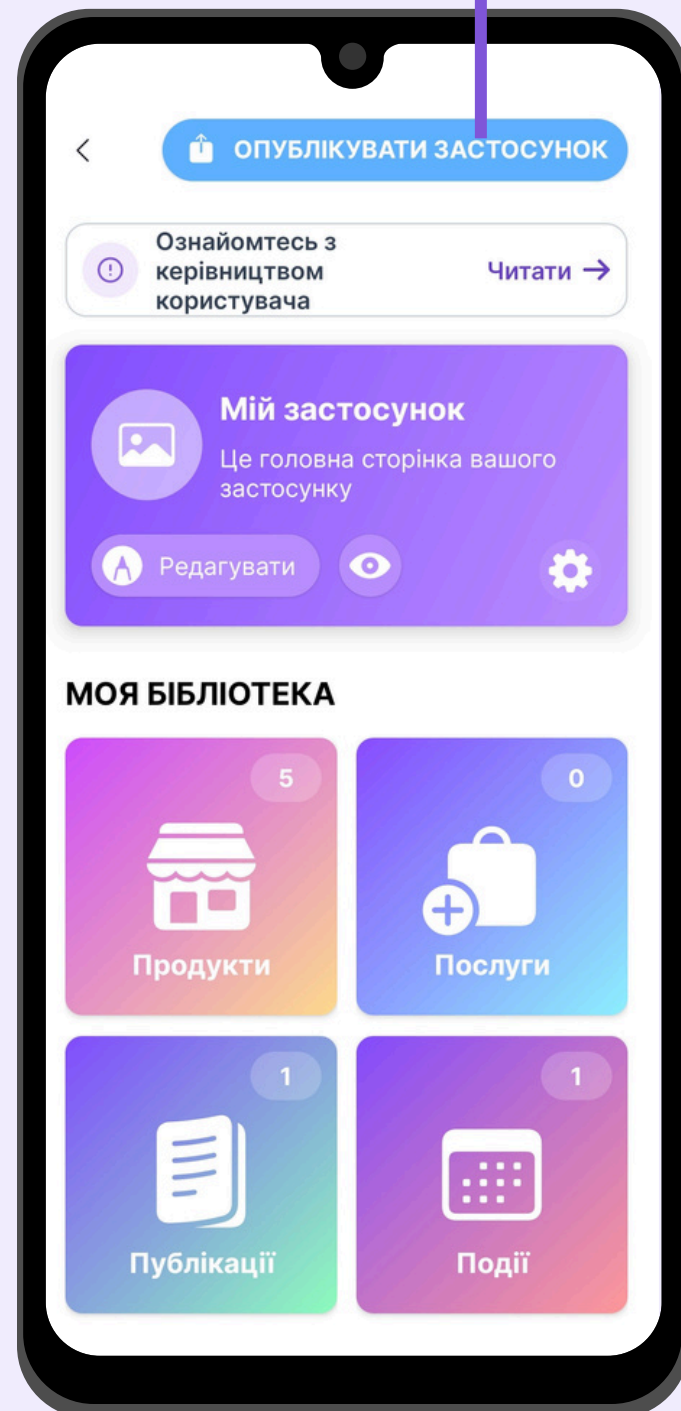 ОПУБЛІКУВАТИ ЗАСТОСУНОК
Ознайомтесь з
керівництвом
користувача
Читати →
Мій застосунок
Це головна сторінка вашого
застосунку
Редагувати
МОЯ БІБЛІОТЕКА
5
0
Продукти
Послуги
1
1
Публікації
Події